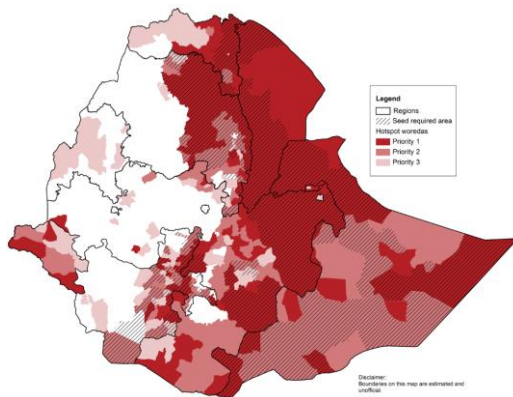 Legend
Regions
Seed required area
Hotspot woredas
Priority 1
Priority 2
Priority 3
Disclaimer:
Boundaries on this map are estimated and
unofficial